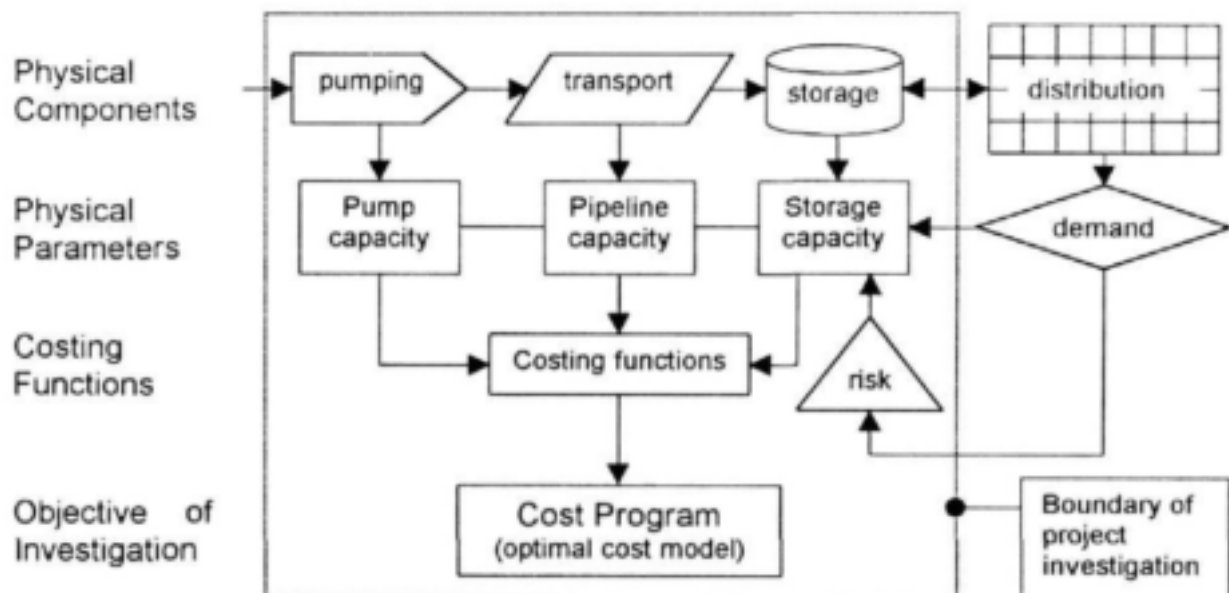 Physical
Components
pumping
transport
storage
distribution
Physical
Parameters
Pump
capacity
Pipeline
capacity
Storage
capacity
demand
Costing
Functions
Costing functions
risk
Objective of
Investigation
Cost Program
(optimal cost model)
Boundary of
project
investigation